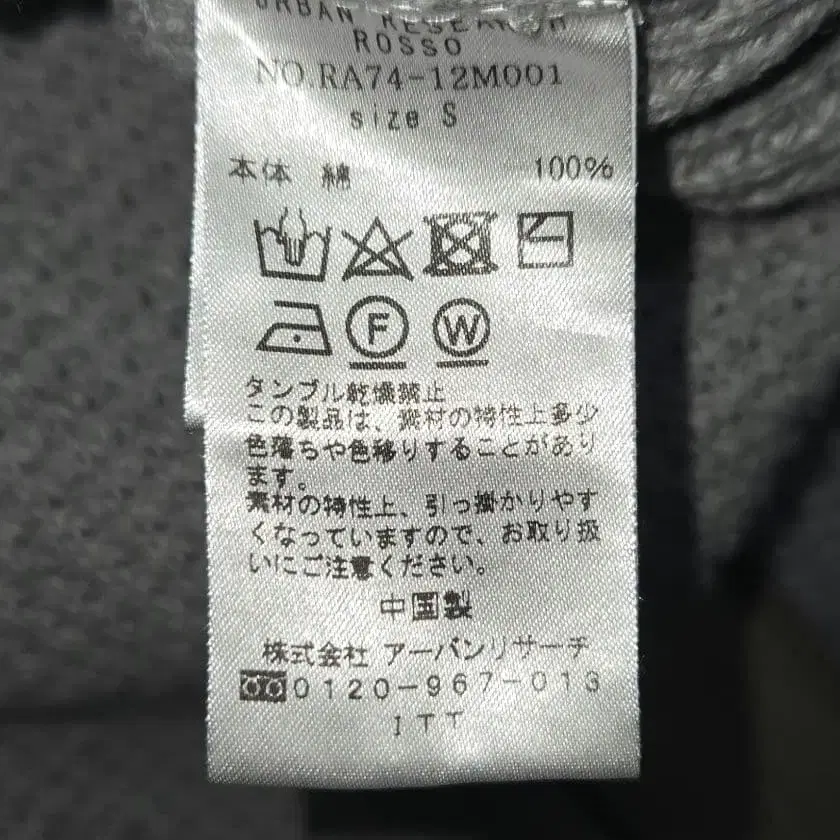 URBAN RESEARCH
ROSSO
NO.RA74-12M001
size S
本体 綿 100%
F W
タンブル乾燥禁止
この製品は、素材の特性上多少
色落ちや色移りすることがあり
ます。
素材の特性上、引っ掛かりやす
くなっていますので、お取り扱
いにご注意ください。
中国製
株式会社 アーバンリサーチ
0120-967-013
ITT